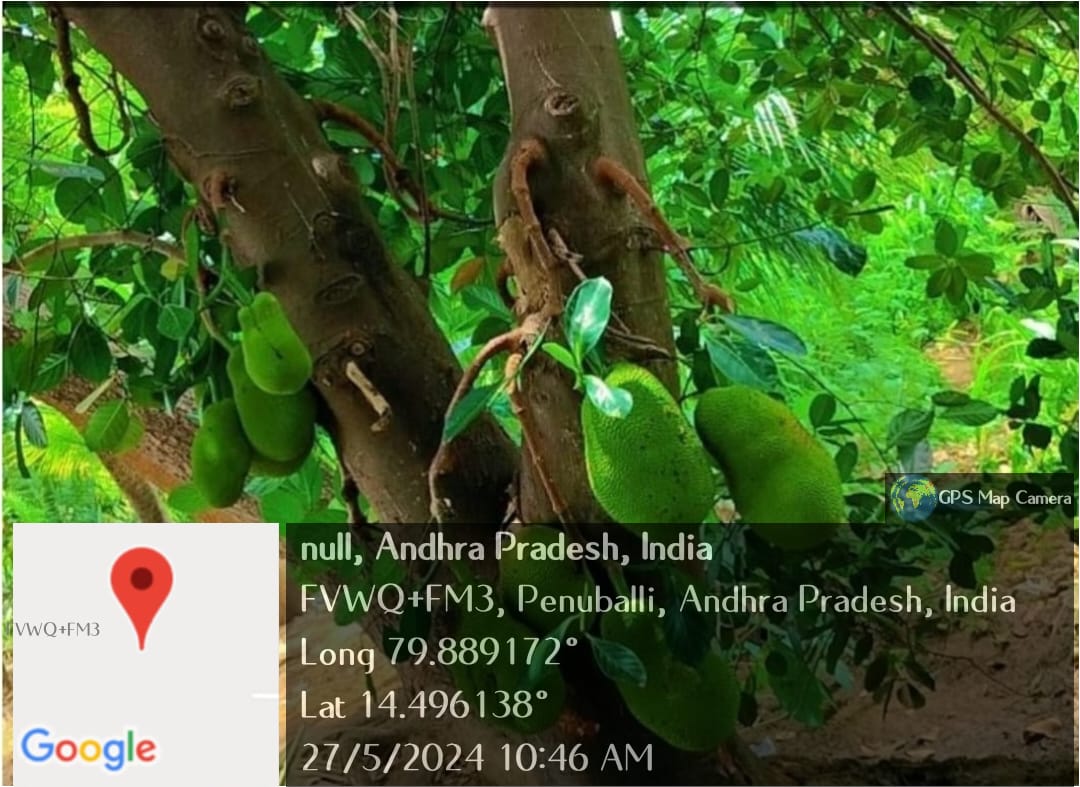 GPS Map Camera
null, Andhra Pradesh, India
FVWQ+FM3, Penuballi, Andhra Pradesh, India
Long 79.889172°
Lat 14.496138°
27/5/2024 10:46 AM
VWQ+FM3
Google